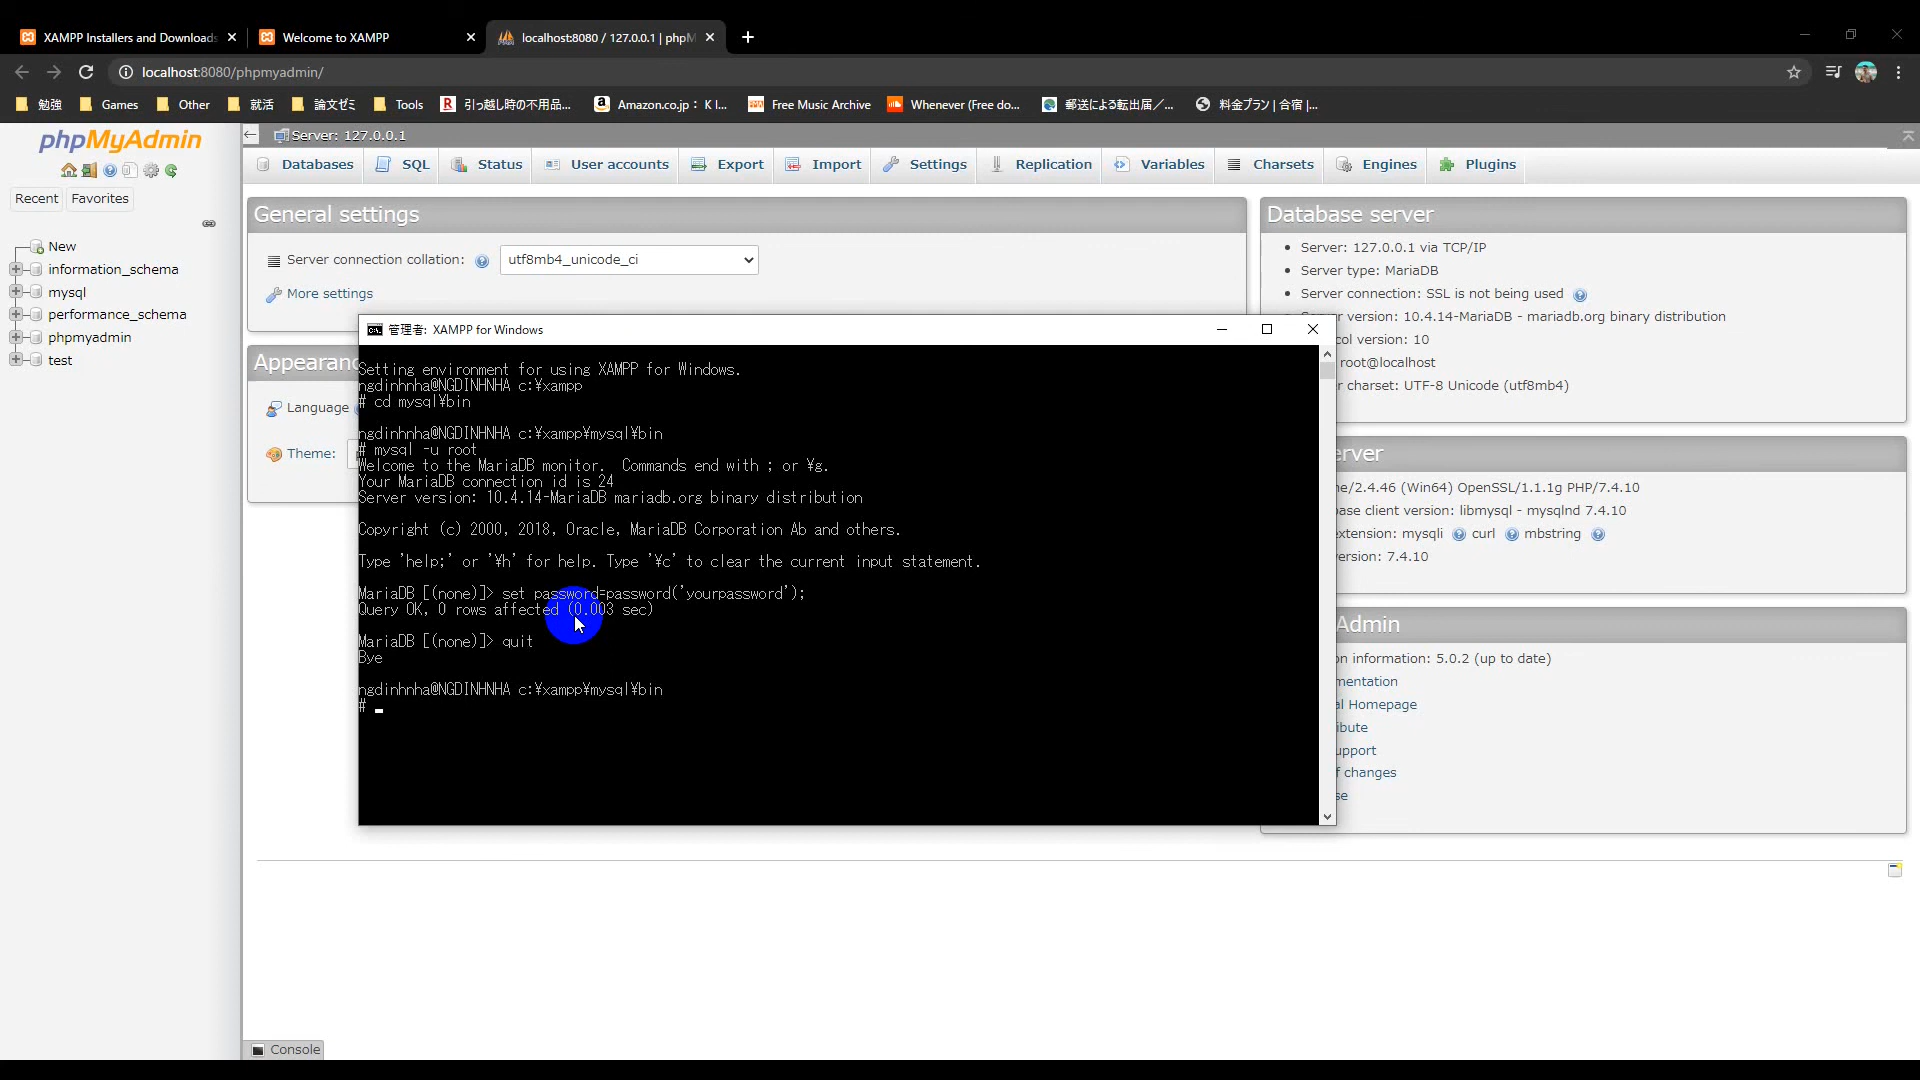 XAMPP Installers and Downloads
Welcome to XAMPP
localhost:8080 / 127.0.0.1 | phpM
localhost:8080/phpmyadmin/
勉強
Games
Other
就活
論文ゼミ
Tools
引っ越し時の不用品...
Amazon.co.jp： K l...
Free Music Archive
Whenever (Free do...
郵送による転出届／...
料金プラン | 合宿 |...
phpMyAdmin
Recent
Favorites
New
information_schema
mysql
performance_schema
phpmyadmin
test
Server: 127.0.0.1
Databases
SQL
Status
User accounts
Export
Import
Settings
Replication
Variables
Charsets
Engines
Plugins
General settings
Server connection collation:
utf8mb4_unicode_ci
More settings
Appearanc
Language
Theme:
管理者: XAMPP for Windows
Setting environment for using XAMPP for Windows.
ngdinhnha@NGDINHNHA c:¥xampp
# cd mysql¥bin
ngdinhnha@NGDINHNHA c:¥xampp¥mysql¥bin
# mysql -u root
Welcome to the MariaDB monitor.  Commands end with ; or ¥g.
Your MariaDB connection id is 24
Server version: 10.4.14-MariaDB mariadb.org binary distribution
Copyright (c) 2000, 2018, Oracle, MariaDB Corporation Ab and others.
Type 'help;' or '¥h' for help. Type '¥c' to clear the current input statement.
MariaDB [(none)]> set password=password('yourpassword');
Query OK, 0 rows affected (0.003 sec)
MariaDB [(none)]> quit
Bye
ngdinhnha@NGDINHNHA c:¥xampp¥mysql¥bin
#
Database server
Server: 127.0.0.1 via TCP/IP
Server type: MariaDB
Server connection: SSL is not being used
Server version: 10.4.14-MariaDB - mariadb.org binary distribution
col version: 10
root@localhost
er charset: UTF-8 Unicode (utf8mb4)
erver
he/2.4.46 (Win64) OpenSSL/1.1.1g PHP/7.4.10
base client version: libmysql - mysqlnd 7.4.10
extension: mysqli
curl
mbstring
version: 7.4.10
Admin
on information: 5.0.2 (up to date)
mentation
al Homepage
ibute
upport
f changes
se
Console